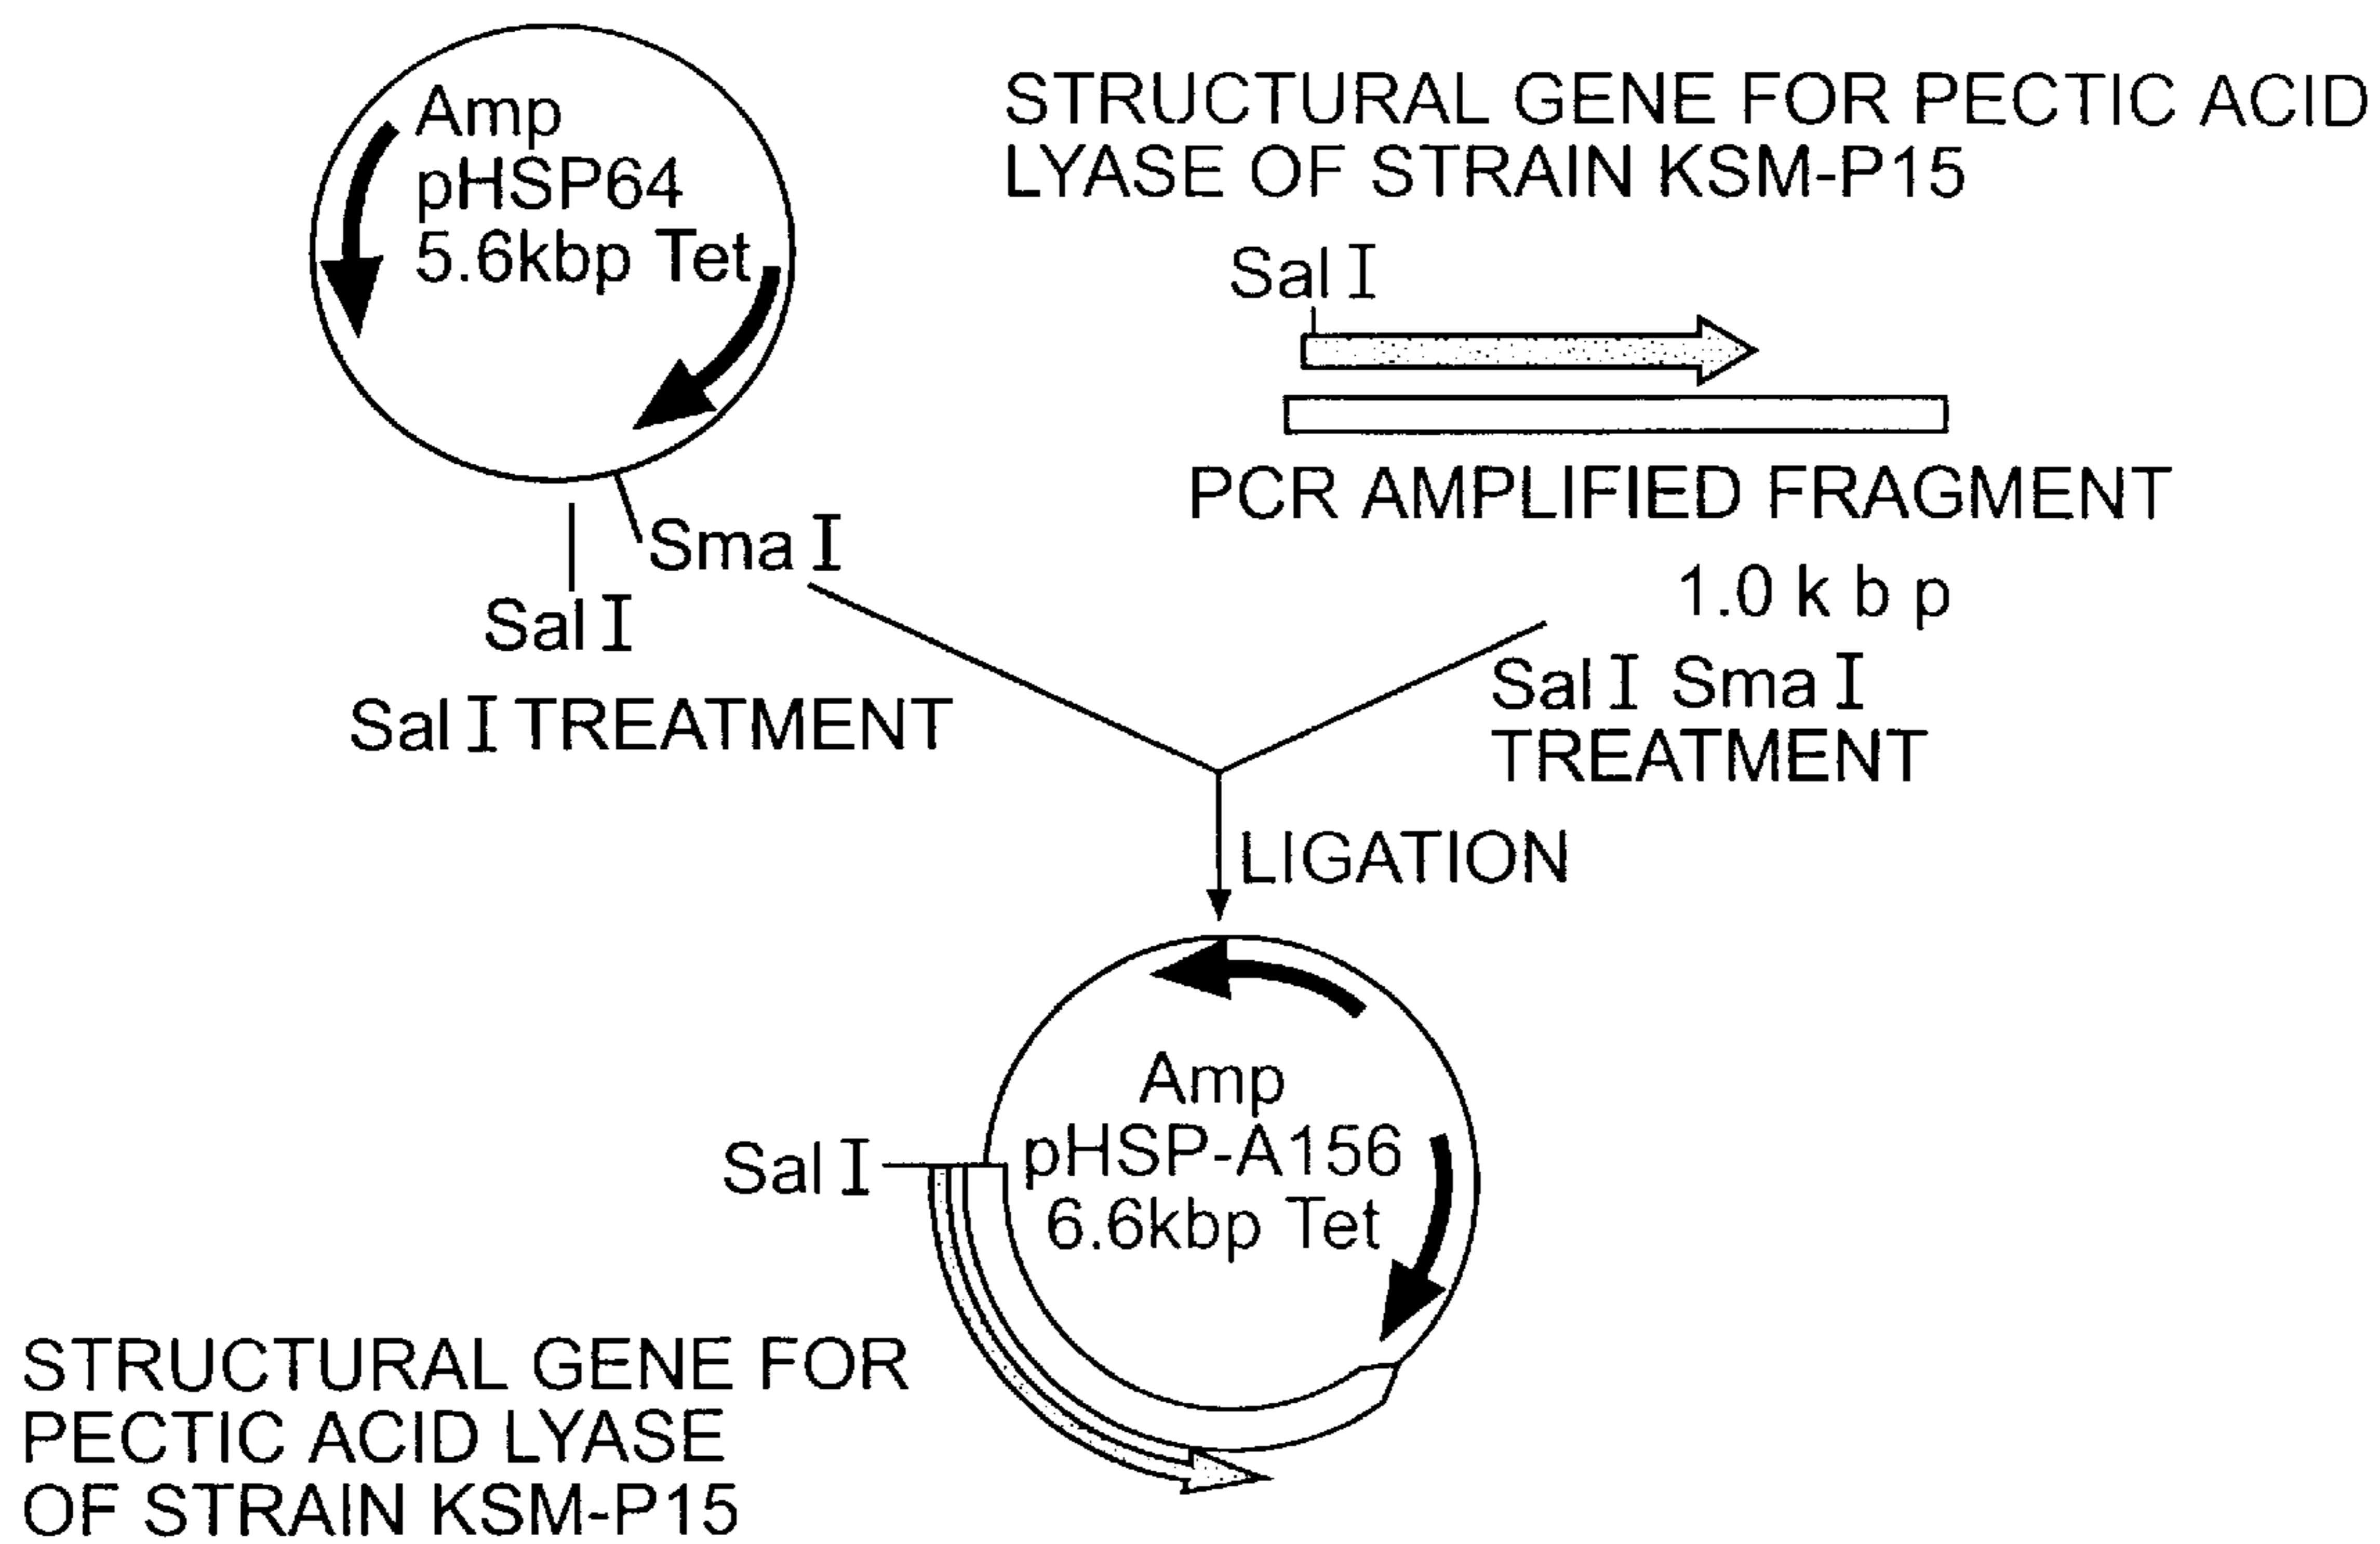 Amp
pHSP64
5.6kbp Tet
Sma I
Sal I
Sal I TREATMENT
STRUCTURAL GENE FOR PECTIC ACID
LYASE OF STRAIN KSM-P15
Sal I
PCR AMPLIFIED FRAGMENT
1.0 k b p
Sal I Sma I
TREATMENT
LIGATION
Amp
pHSP-A156
6.6kbp Tet
Sal I
STRUCTURAL GENE FOR
PECTIC ACID LYASE
OF STRAIN KSM-P15